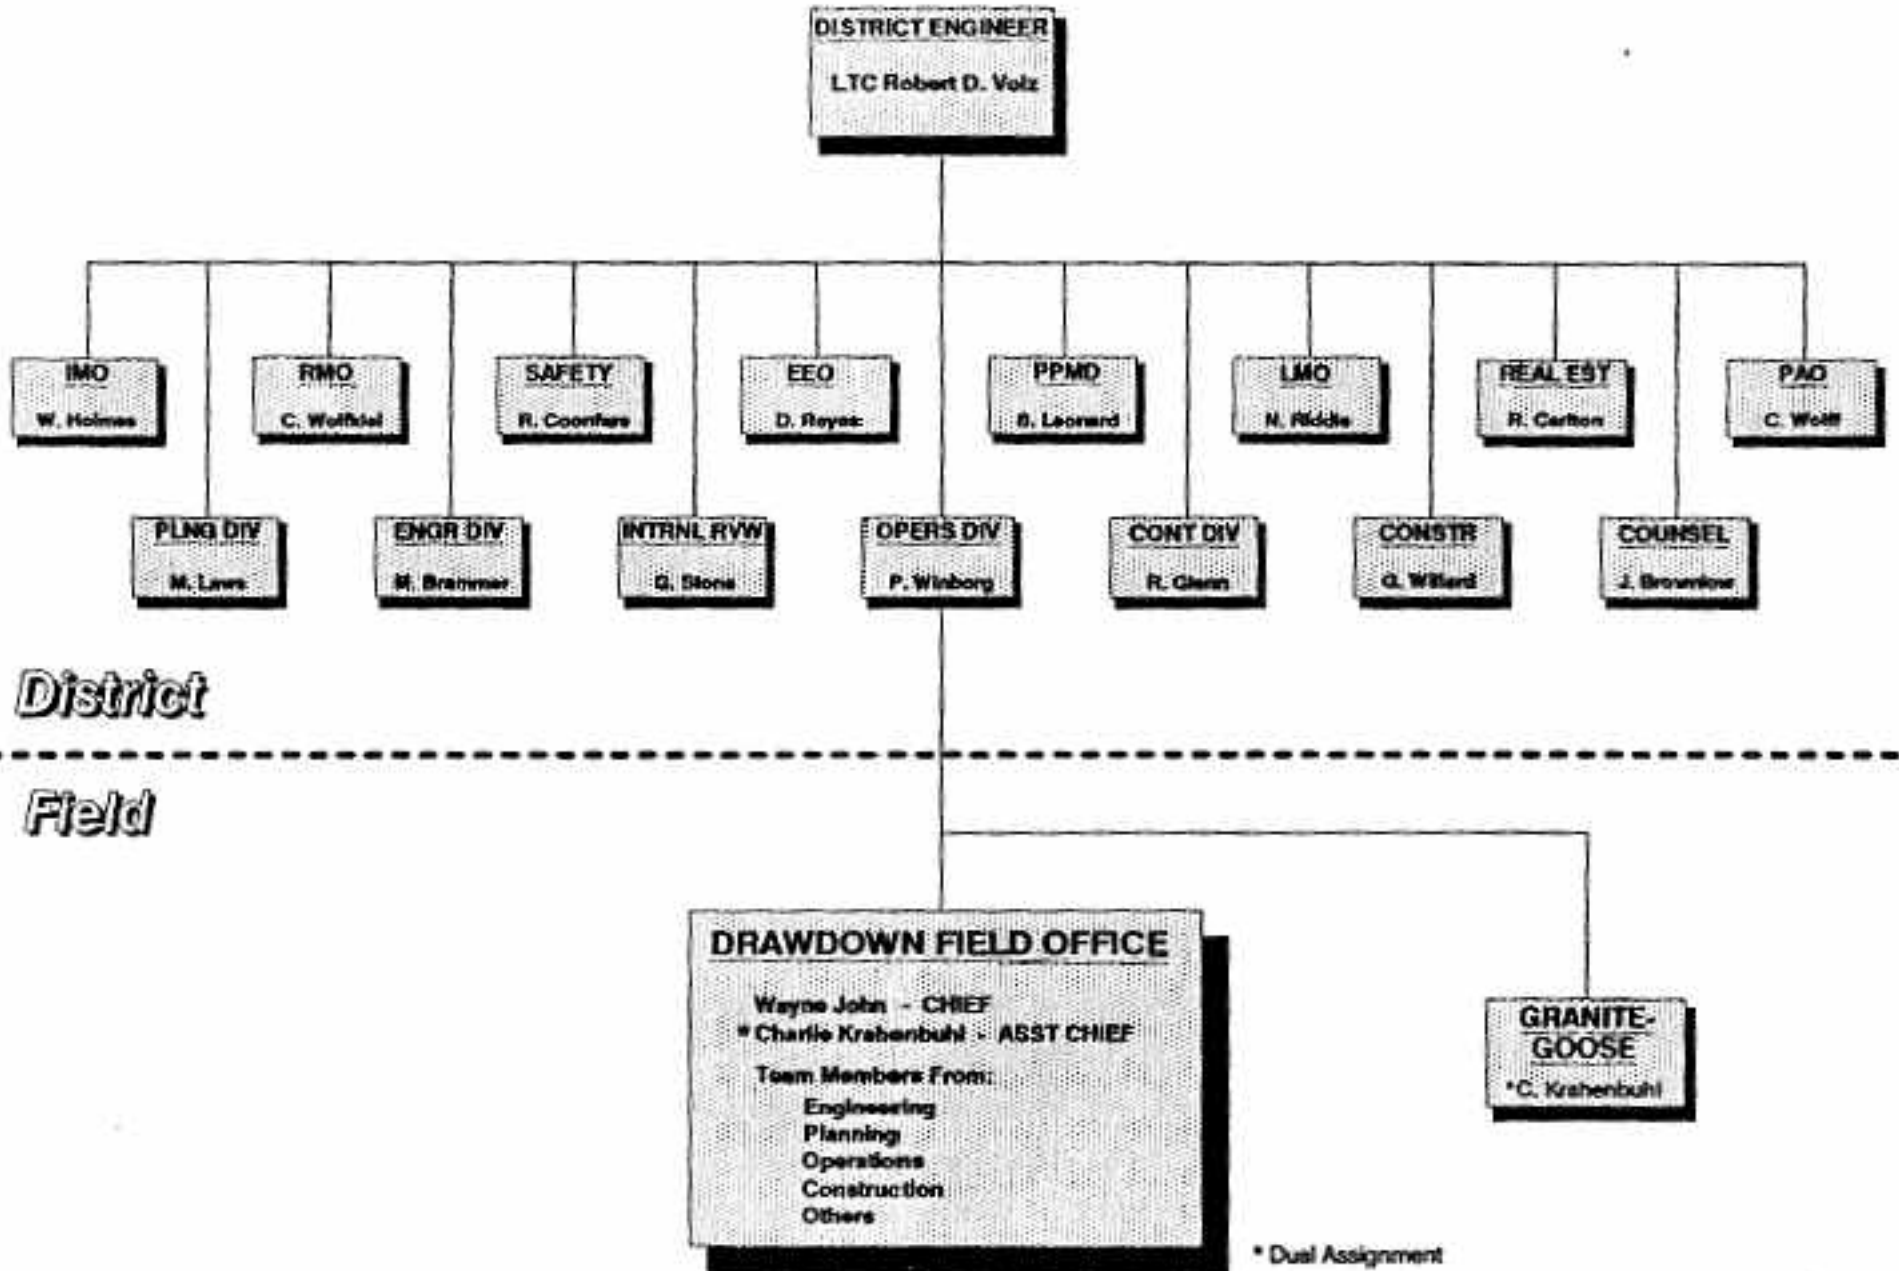 DISTRICT ENGINEER
LTC Robert D. Volz
IMO
W. Holmes
RMO
C. Wolfkiel
SAFETY
R. Coonfare
EEO
D. Reyes
PPMD
B. Leonard
LMO
N. Riddle
REAL EST
R. Carlton
PAO
C. Wolff
PLNG DIV
M. Laws
ENGR DIV
M. Brammer
INTRNL RVW
Stone
OPERS DIV
P. Winborg
CONT DIV
R. Glenn
CONSTR
G. Willard
COUNSEL
J. Brownlow
District
Field
DRAWDOWN FIELD OFFICE
Wayne John - CHIEF
* Charlie Krahenbuhl - ASST CHIEF
Team Members From:
Engineering
Planning
Operations
Construction
Others
GRANITE-
GOOSE
*C. Krahenbuhl
* Dual Assignment